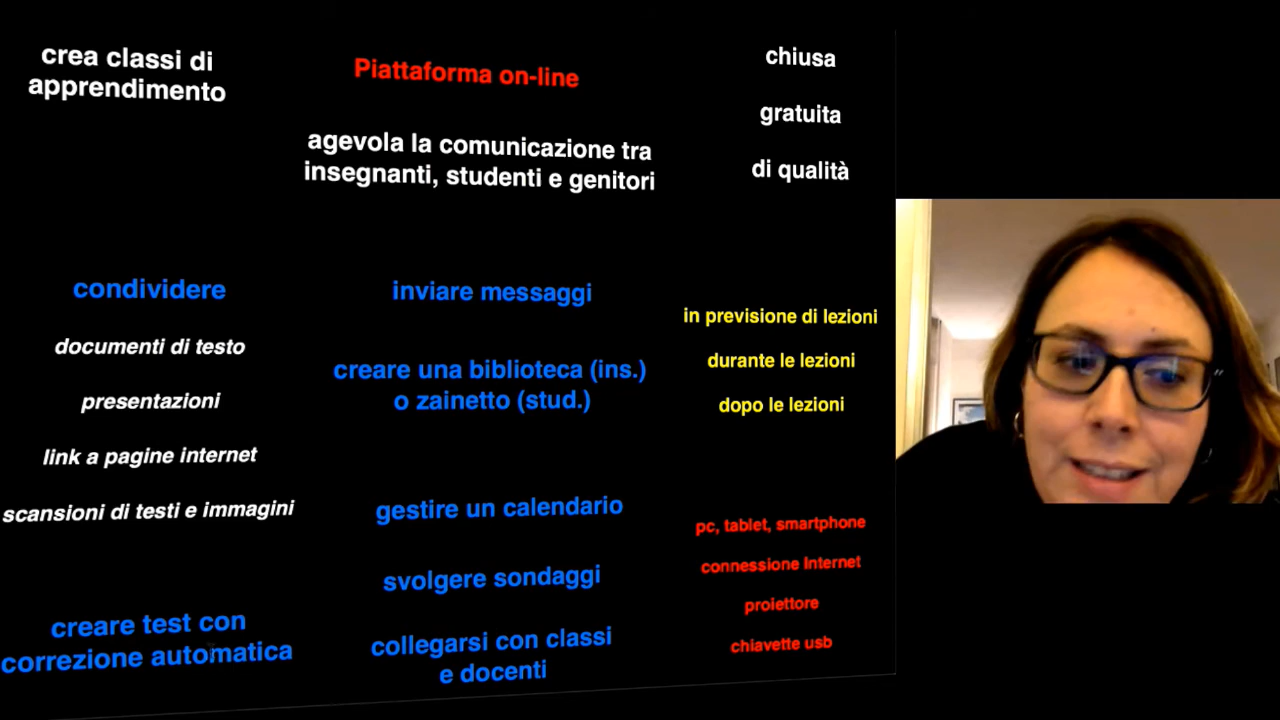 crea classi di
apprendimento
Piattaforma on-line
agevola la comunicazione tra
insegnanti, studenti e genitori
chiusa
gratuita
di qualità
condividere
documenti di testo
presentazioni
link a pagine internet
scansioni di testi e immagini
creare test con
correzione automatica
inviare messaggi
creare una biblioteca (ins.)
o zainetto (stud.)
gestire un calendario
svolgere sondaggi
collegarsi con classi
e docenti
in previsione di lezioni
durante le lezioni
dopo le lezioni
pc, tablet, smartphone
connessione Internet
proiettore
chiavette usb